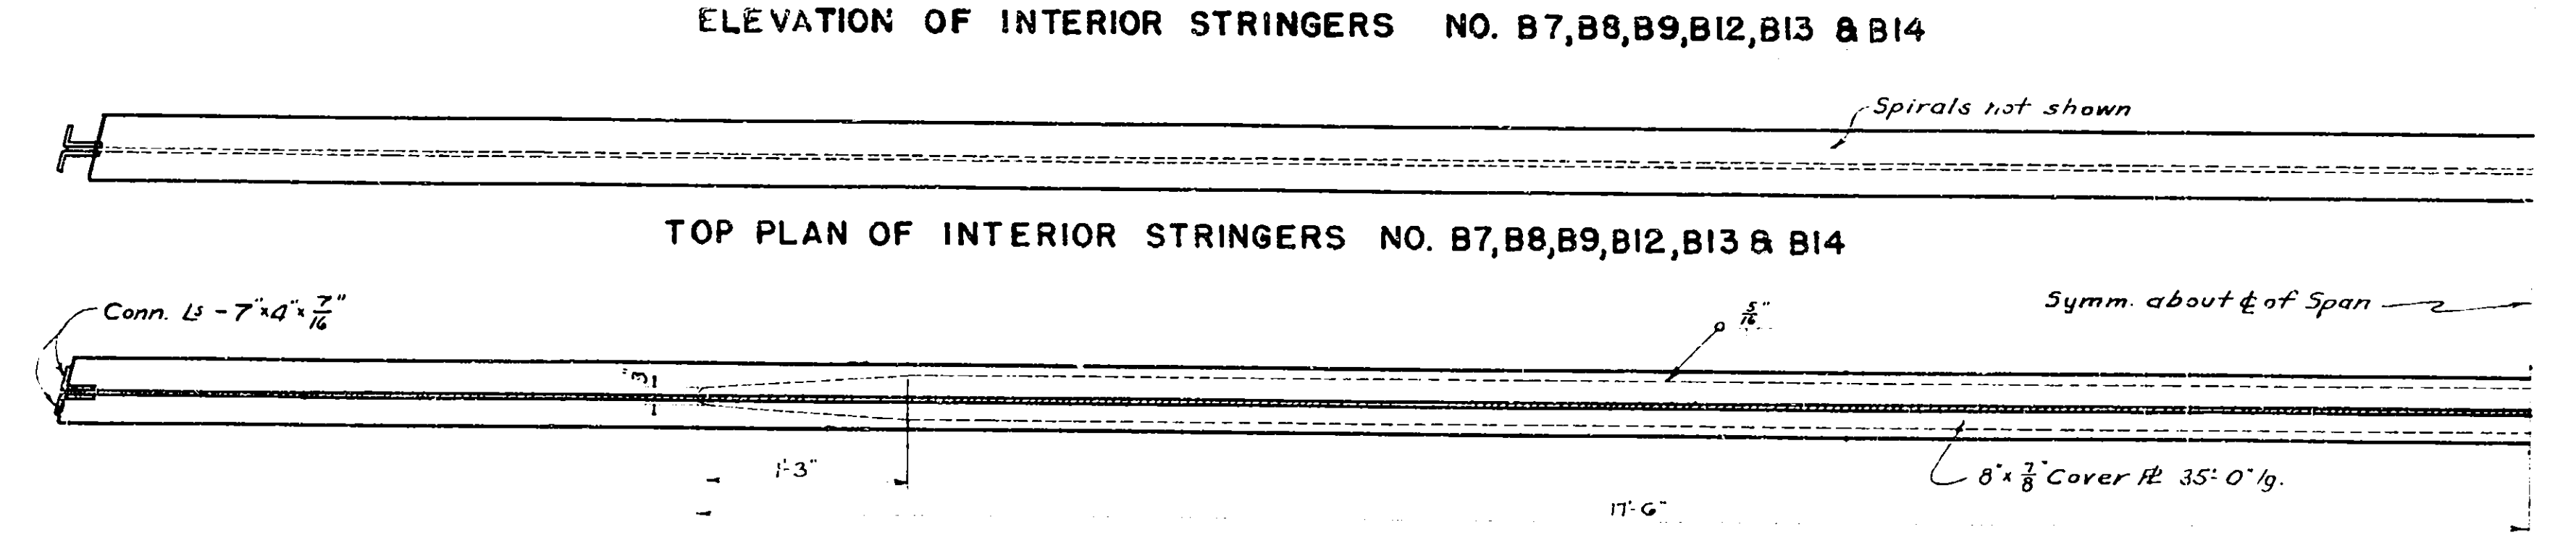 ELEVATION OF INTERIOR STRINGERS NO. B7,B8,B9,B12,B13 & B14
Spirals not shown
TOP PLAN OF INTERIOR STRINGERS NO. B7,B8,B9,B12,B13 & B14
Conn. Ls - 7"x4"x 7/16"
5/16"
Symm. about ℄ of Span
3"
1'-3"
8"x 7/8" Cover PL 35'-0" lg.
17'-6"